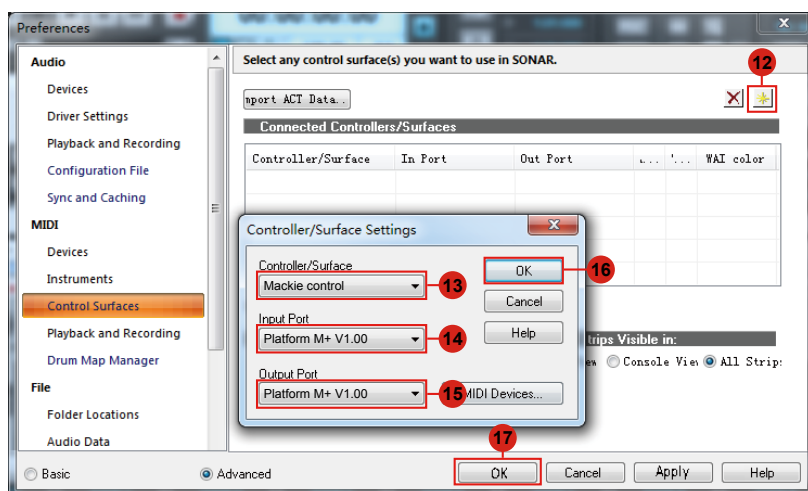 Preferences
x
Audio
Devices
Driver Settings
Playback and Recording
Configuration File
Sync and Caching
MIDI
Devices
Instruments
Control Surfaces
Playback and Recording
Drum Map Manager
File
Folder Locations
Audio Data
Basic
Advanced
Select any control surface(s) you want to use in SONAR.
12
mport ACT Data..
Connected Controllers/Surfaces
Controller/Surface In Port Out Port ... '... WAI color
Controller/Surface Settings
x
Controller/Surface
Mackie control
13
OK
16
Cancel
Input Port
Platform M+ V1.00
14
Help
Output Port
Platform M+ V1.00
15
MIDI Devices...
trips Visible in:
Console Vie All Strip:
17
OK Cancel Apply Help